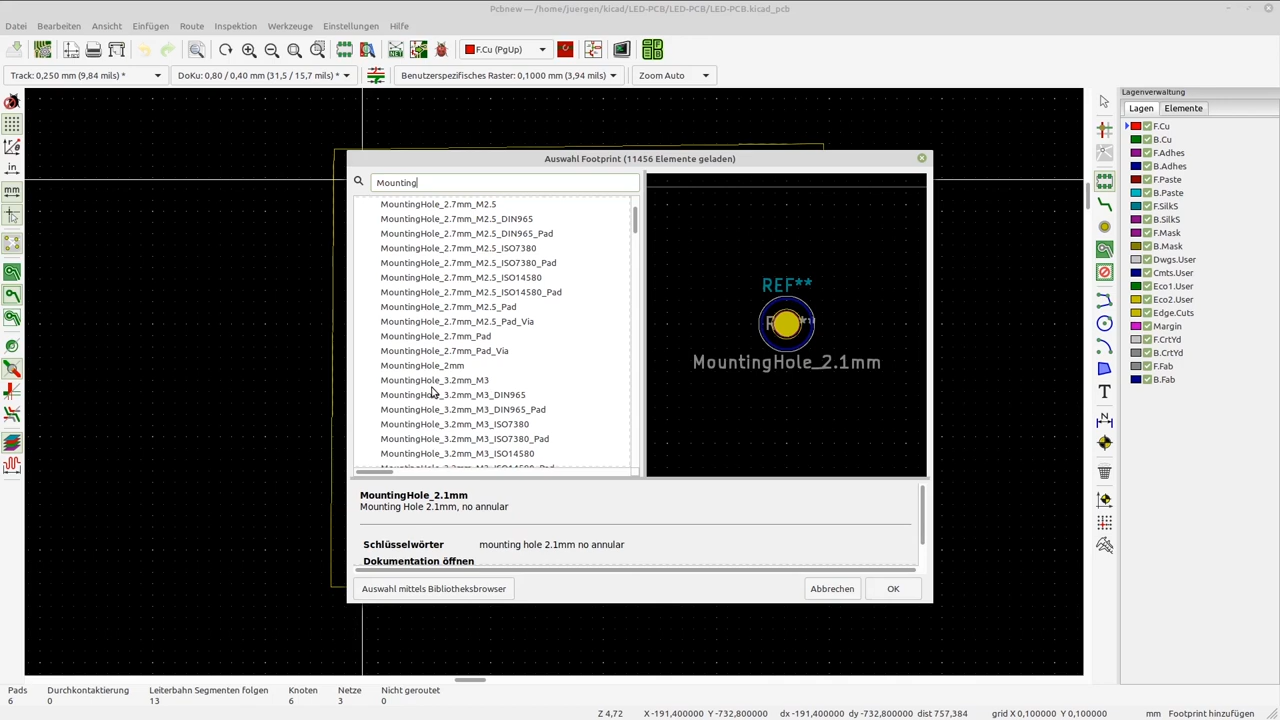 Pcbnew — /home/juergen/kicad/LED-PCB/LED-PCB/LED-PCB.kicad_pcb
Datei Bearbeiten Ansicht Einfügen Route Inspektion Werkzeuge Einstellungen Hilfe
F.Cu (PgUp)
Track: 0,250 mm (9,84 mils) * DoKu: 0,80 / 0,40 mm (31,5 / 15,7 mils) * Benutzerspezifisches Raster: 0,1000 mm (3,94 mils) Zoom Auto
Lagenverwaltung
Lagen Elemente
F.Cu
B.Cu
F.Adhes
B.Adhes
F.Paste
B.Paste
F.SilkS
B.SilkS
F.Mask
B.Mask
Dwgs.User
Cmts.User
Eco1.User
Eco2.User
Edge.Cuts
Margin
F.CrtYd
B.CrtYd
F.Fab
B.Fab
in
mm
NET
T
N
Auswahl Footprint (11456 Elemente geladen)
Mounting
MountingHole_2.7mm_M2.5
MountingHole_2.7mm_M2.5_DIN965
MountingHole_2.7mm_M2.5_DIN965_Pad
MountingHole_2.7mm_M2.5_ISO7380
MountingHole_2.7mm_M2.5_ISO7380_Pad
MountingHole_2.7mm_M2.5_ISO14580
MountingHole_2.7mm_M2.5_ISO14580_Pad
MountingHole_2.7mm_M2.5_Pad
MountingHole_2.7mm_M2.5_Pad_Via
MountingHole_2.7mm_Pad
MountingHole_2.7mm_Pad_Via
MountingHole_2mm
MountingHole_3.2mm_M3
MountingHole_3.2mm_M3_DIN965
MountingHole_3.2mm_M3_DIN965_Pad
MountingHole_3.2mm_M3_ISO7380
MountingHole_3.2mm_M3_ISO7380_Pad
MountingHole_3.2mm_M3_ISO14580
MountingHole_3.2mm_M3_ISO14580_Pad
REF**
MountingHole_2.1mm
MountingHole_2.1mm
Mounting Hole 2.1mm, no annular
Schlüsselwörter mounting hole 2.1mm no annular
Dokumentation öffnen
Auswahl mittels Bibliotheksbrowser Abbrechen OK
Pads Durchkontaktierung Leiterbahn Segmenten folgen Knoten Netze Nicht geroutet
6 0 13 6 3 0
Z 4,72 X -191,400000 Y -732,800000 dx -191,400000 dy -732,800000 dist 757,384 grid X 0,100000 Y 0,100000 mm Footprint hinzufügen